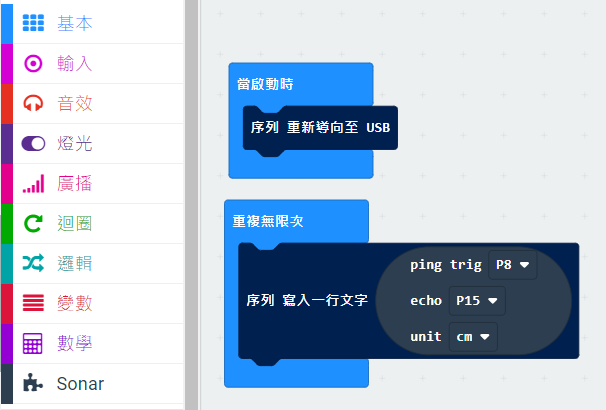 基本
輸入
音效
燈光
廣播
迴圈
邏輯
變數
數學
Sonar
當啟動時
序列 重新導向至 USB
重複無限次
序列 寫入一行文字
ping trig P8
echo P15
unit cm